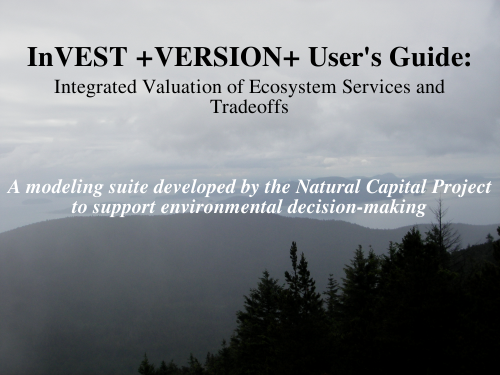 InVEST +VERSION+ User's Guide:
Integrated Valuation of Ecosystem Services and
Tradeoffs
A modeling suite developed by the Natural Capital Project
to support environmental decision-making